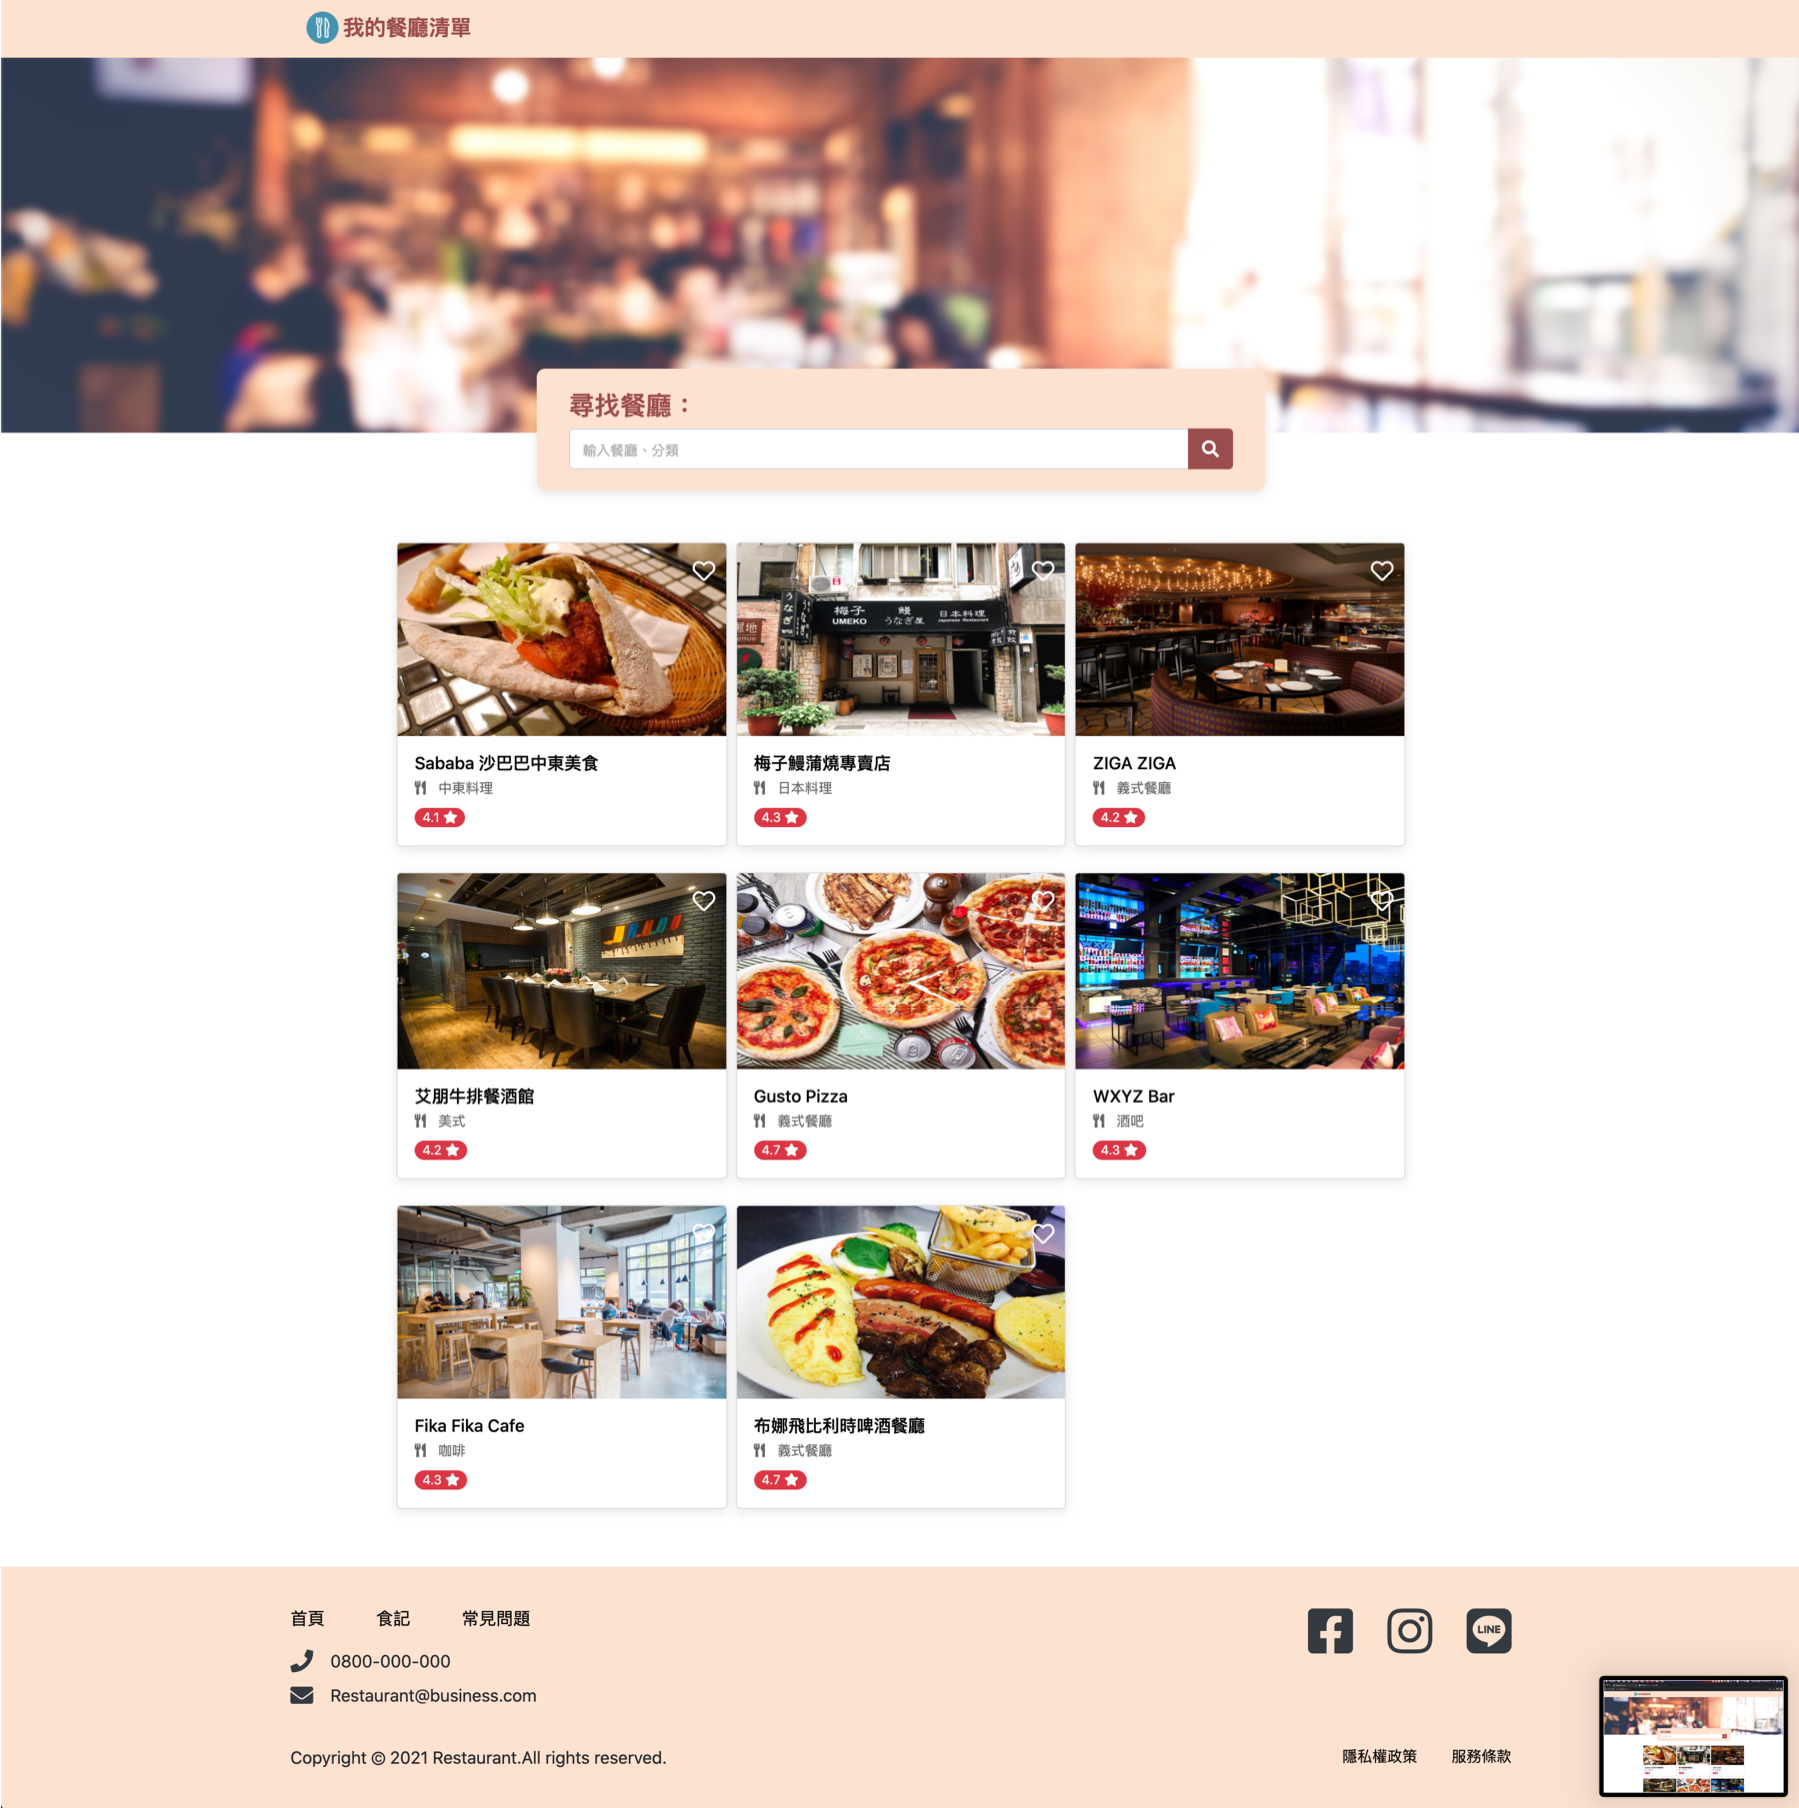 我的餐廳清單
尋找餐廳：
輸入餐廳、分類
梅子 鰻 日本料理
UMEKO うなぎ屋 Japanese Restaurant
うなぎ
Sababa 沙巴巴中東美食
中東料理
4.1
梅子鰻蒲燒專賣店
日本料理
4.3
ZIGA ZIGA
義式餐廳
4.2
艾朋牛排餐酒館
美式
4.2
Gusto Pizza
義式餐廳
4.7
WXYZ Bar
酒吧
4.3
Fika Fika Cafe
咖啡
4.3
布娜飛比利時啤酒餐廳
義式餐廳
4.7
首頁 食記 常見問題
LINE
0800-000-000
Restaurant@business.com
Copyright © 2021 Restaurant.All rights reserved.
隱私權政策 服務條款